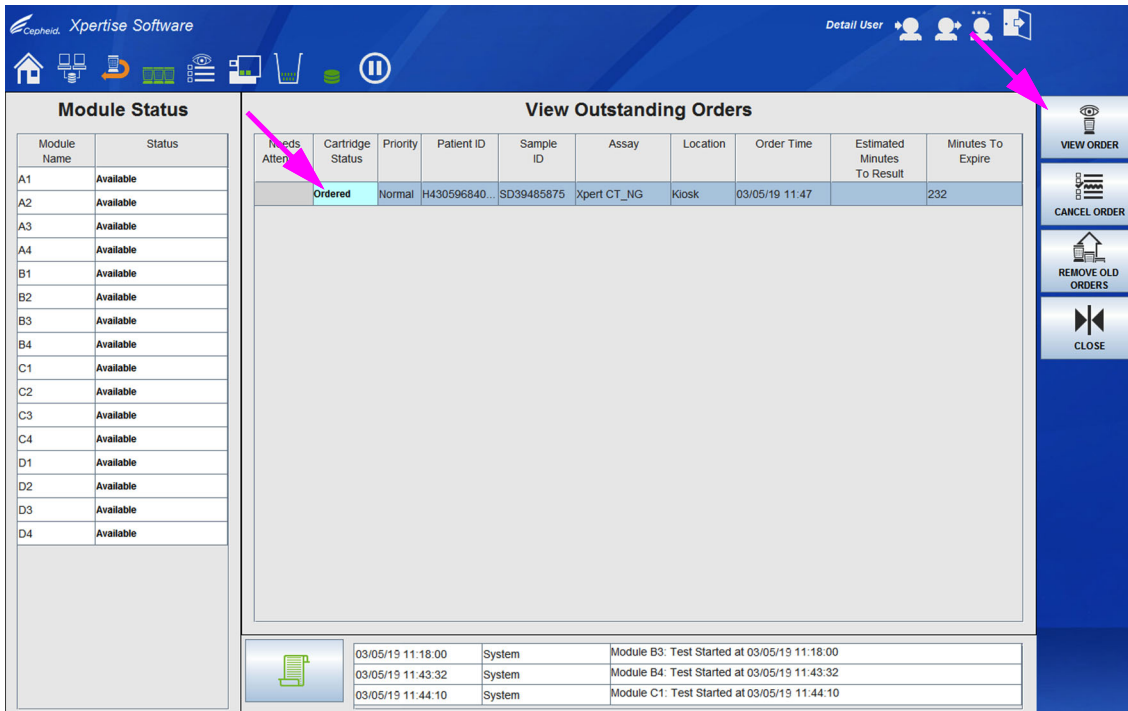 Cepheid. Xpertise Software
Detail User
Module Status
Module Name
Status
A1 Available
A2 Available
A3 Available
A4 Available
B1 Available
B2 Available
B3 Available
B4 Available
C1 Available
C2 Available
C3 Available
C4 Available
D1 Available
D2 Available
D3 Available
D4 Available
View Outstanding Orders
Needs
Cartridge Status
Priority
Patient ID
Sample ID
Assay
Location
Order Time
Estimated Minutes To Result
Minutes To Expire
Ordered Normal H430596840... SD39485875 Xpert CT_NG Kiosk 03/05/19 11:47 232
VIEW ORDER
CANCEL ORDER
REMOVE OLD
ORDERS
CLOSE
03/05/19 11:18:00 System Module B3: Test Started at 03/05/19 11:18:00
03/05/19 11:43:32 System Module B4: Test Started at 03/05/19 11:43:32
03/05/19 11:44:10 System Module C1: Test Started at 03/05/19 11:44:10